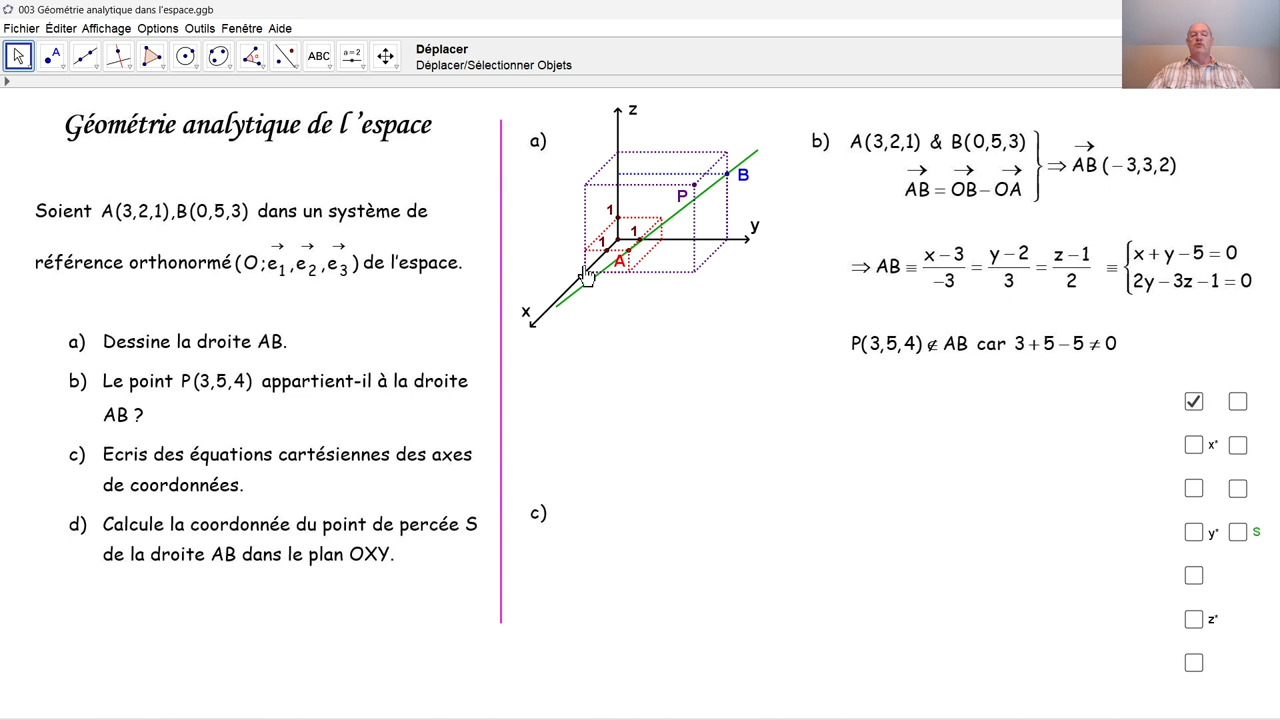 003 Géométrie analytique dans l'espace.ggb
Fichier Éditer Affichage Options Outils Fenêtre Aide
A ABC a=2
Déplacer
Déplacer/Sélectionner Objets
Géométrie analytique de l 'espace
Soient A(3,2,1),B(0,5,3) dans un système de
référence orthonormé (O;e₁→,e₂→,e₃→) de l'espace.
a) Dessine la droite AB.
b) Le point P(3,5,4) appartient-il à la droite
AB ?
c) Ecris des équations cartésiennes des axes
de coordonnées.
d) Calcule la coordonnée du point de percée S
de la droite AB dans le plan OXY.
a)
z
B
P
1
1
1
y
A
x
b) A(3,2,1) & B(0,5,3)
AB→ = OB→ − OA→ } ⇒ AB→ (−3,3,2)
⇒ AB ≡ (x−3)/−3 = (y−2)/3 = (z−1)/2 ≡ { x+y−5=0
2y−3z−1=0
P(3,5,4) ∉ AB car 3+5−5≠0
c)
x"
y" S
z"